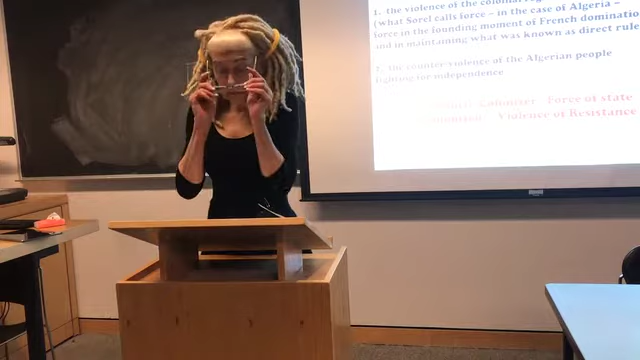 1. the violence of the colonial reg
(what Sorel calls force – in the case of Algeria –
force in the founding moment of French dominatio
and in maintaining what was known as direct rule
2. the counter-violence of the Algerian people
fighting for independence
Colonizer Force of state
Violence of Resistance